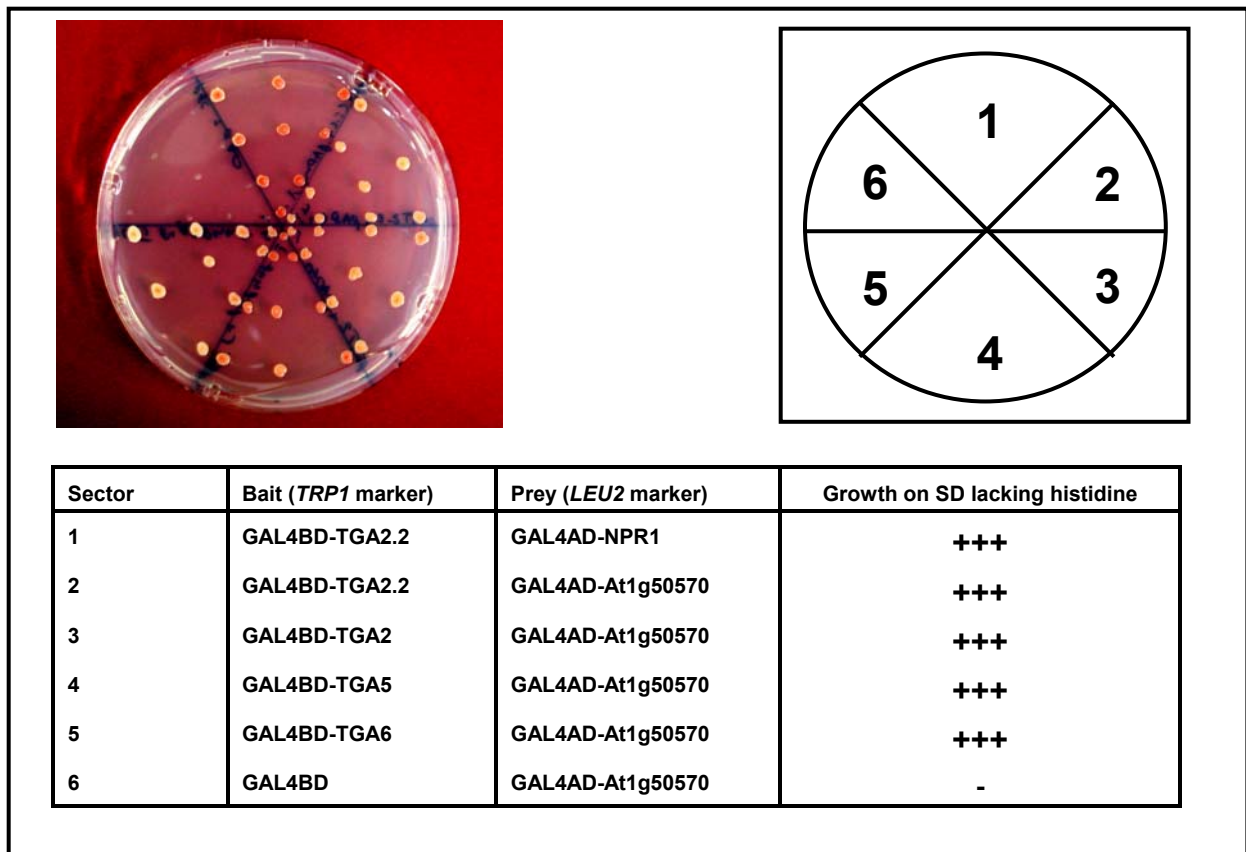 1
6
2
5
3
4
Sector Bait (TRP1 marker) Prey (LEU2 marker) Growth on SD lacking histidine
1 GAL4BD-TGA2.2 GAL4AD-NPR1 +++
2 GAL4BD-TGA2.2 GAL4AD-At1g50570 +++
3 GAL4BD-TGA2 GAL4AD-At1g50570 +++
4 GAL4BD-TGA5 GAL4AD-At1g50570 +++
5 GAL4BD-TGA6 GAL4AD-At1g50570 +++
6 GAL4BD GAL4AD-At1g50570 -